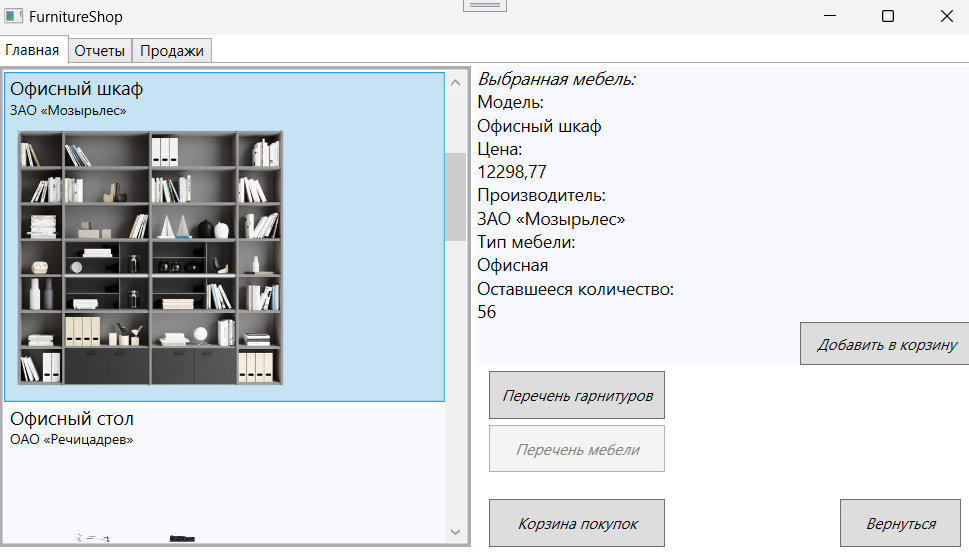 FurnitureShop
Главная Отчеты Продажи
Офисный шкаф
ЗАО «Мозырьлес»
Офисный стол
ОАО «Речицадрев»
Выбранная мебель:
Модель:
Офисный шкаф
Цена:
12298,77
Производитель:
ЗАО «Мозырьлес»
Тип мебели:
Офисная
Оставшееся количество:
56
Добавить в корзину
Перечень гарнитуров
Перечень мебели
Корзина покупок
Вернуться